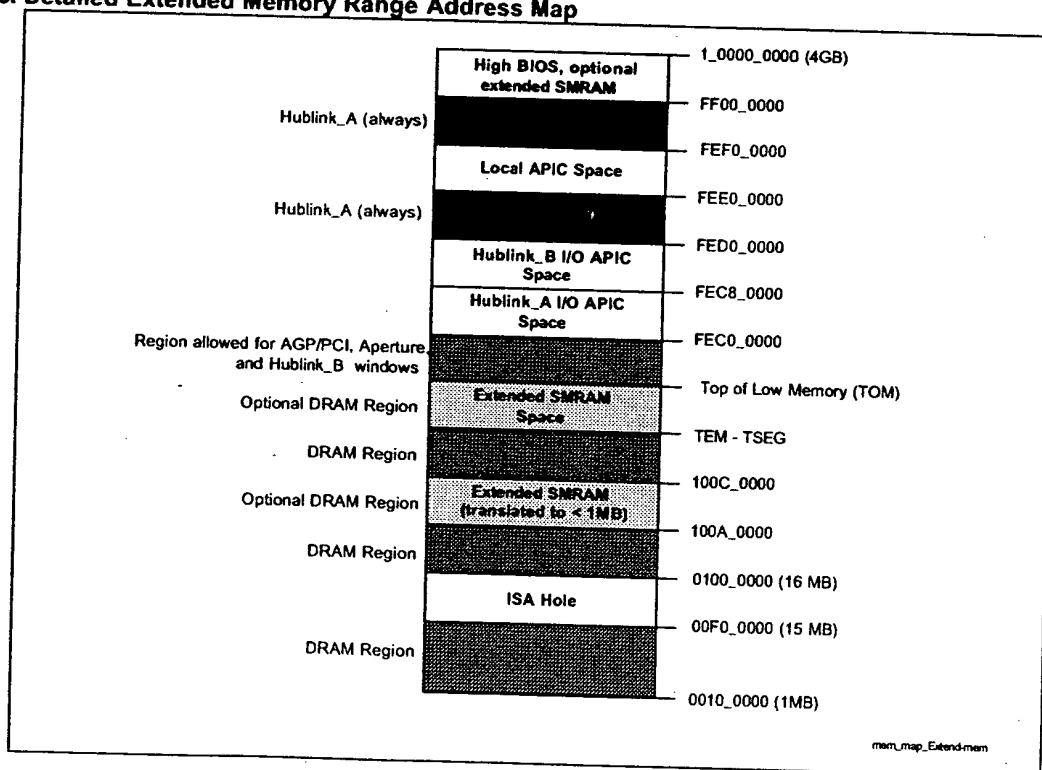 Detailed Extended Memory Range Address Map
1_0000_0000 (4GB)
High BIOS, optional
extended SMRAM
FF00_0000
Hublink_A (always)
FEF0_0000
Local APIC Space
FEE0_0000
Hublink_A (always)
FED0_0000
Hublink_B I/O APIC
Space
FEC8_0000
Hublink_A I/O APIC
Space
FEC0_0000
Region allowed for AGP/PCI, Aperture,
and Hublink_B windows
Top of Low Memory (TOM)
Optional DRAM Region
Extended SMRAM
Space
TEM - TSEG
DRAM Region
100C_0000
Optional DRAM Region
Extended SMRAM
(translated to < 1MB)
100A_0000
DRAM Region
0100_0000 (16 MB)
ISA Hole
00F0_0000 (15 MB)
DRAM Region
0010_0000 (1MB)
mem_map_Extend-mem